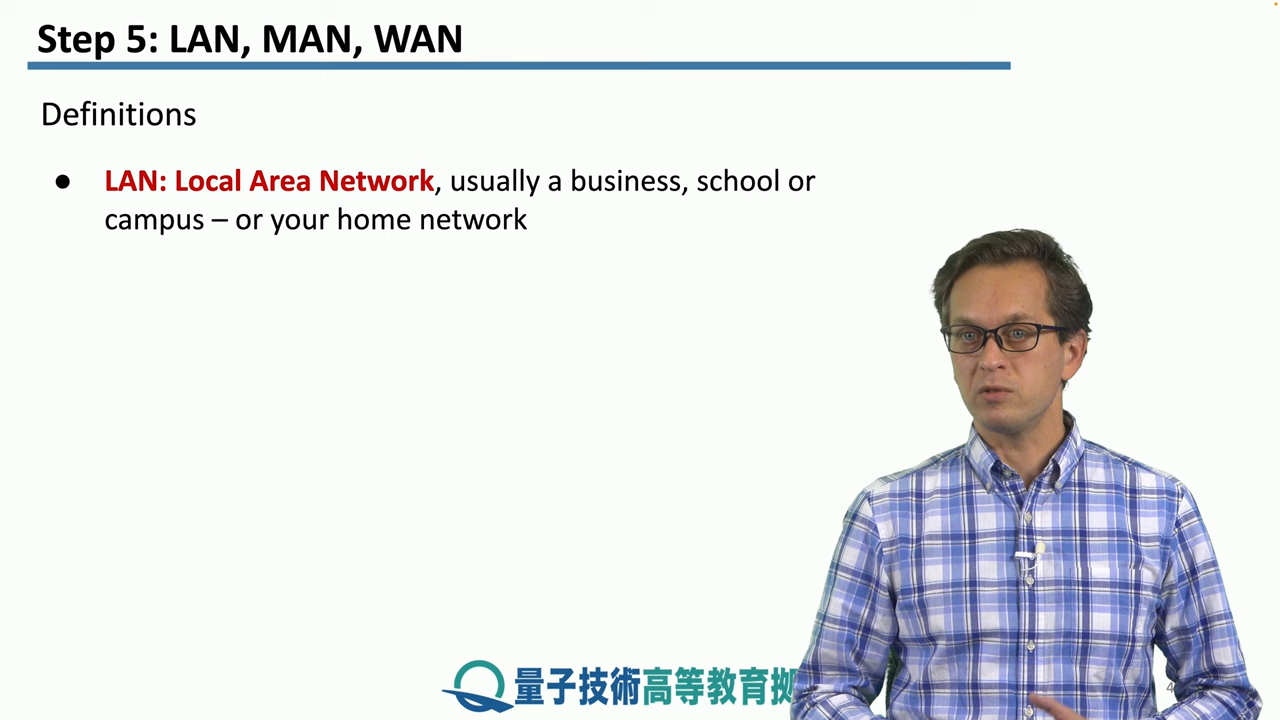 Step 5: LAN, MAN, WAN
Definitions
● LAN: Local Area Network, usually a business, school or
campus – or your home network
量子技術高等教育拠